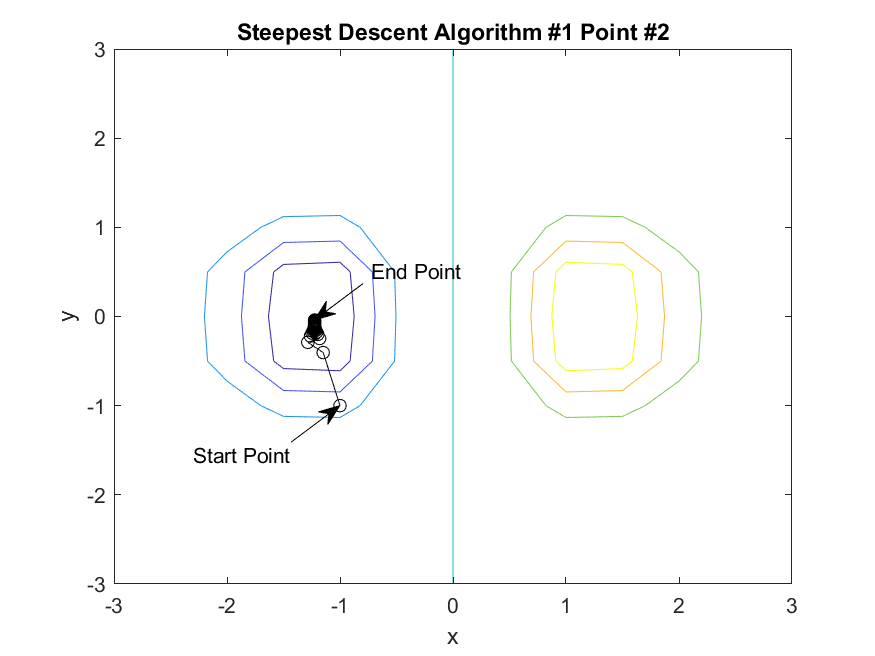 Steepest Descent Algorithm #1 Point #2
3
2
1
0
-1
-2
-3
y
End Point
Start Point
-3 -2 -1 0 1 2 3
x